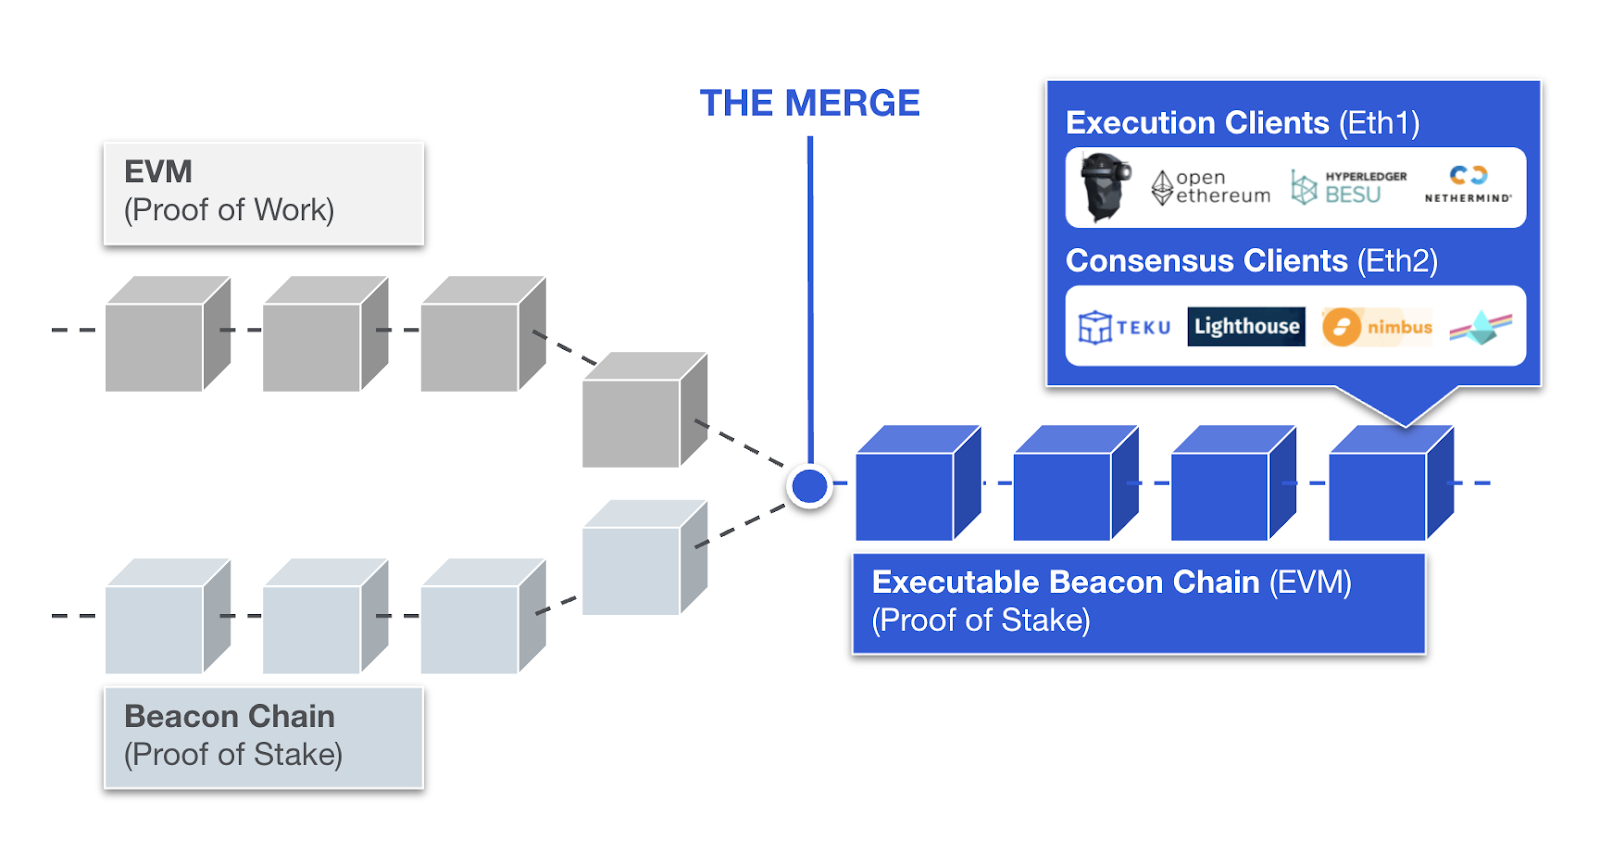 THE MERGE
EVM
(Proof of Work)
Beacon Chain
(Proof of Stake)
Execution Clients (Eth1)
open
ethereum
HYPERLEDGER
BESU
NETHERMIND
Consensus Clients (Eth2)
TEKU
Lighthouse
nimbus
Executable Beacon Chain (EVM)
(Proof of Stake)